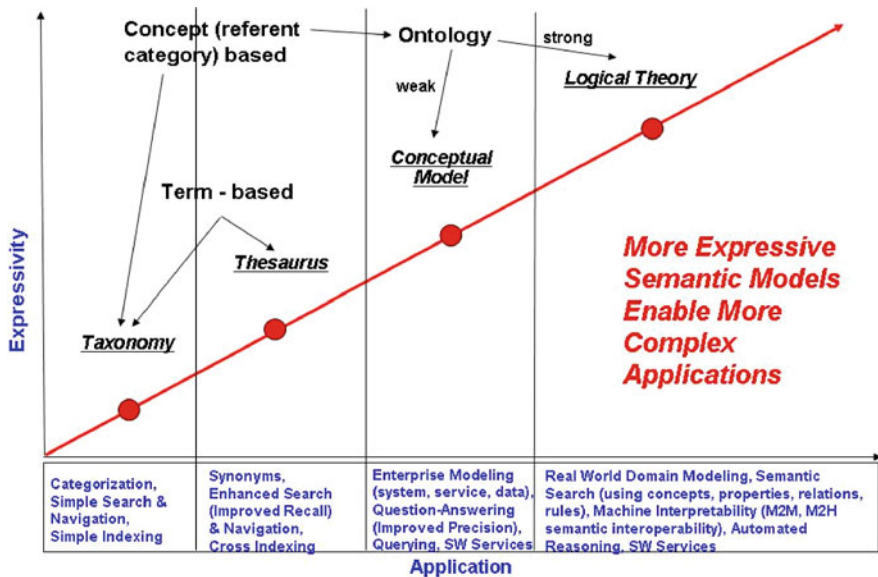 Concept (referent
category) based
Ontology
strong
Logical Theory
weak
Conceptual
Model
Term - based
Thesaurus
Taxonomy
Expressivity
More Expressive
Semantic Models
Enable More
Complex
Applications
Categorization,
Simple Search &
Navigation,
Simple Indexing
Synonyms,
Enhanced Search
(Improved Recall)
& Navigation,
Cross Indexing
Enterprise Modeling
(system, service, data),
Question-Answering
(Improved Precision),
Querying, SW Services
Real World Domain Modeling, Semantic
Search (using concepts, properties, relations,
rules), Machine Interpretability (M2M, M2H
semantic interoperability), Automated
Reasoning, SW Services
Application